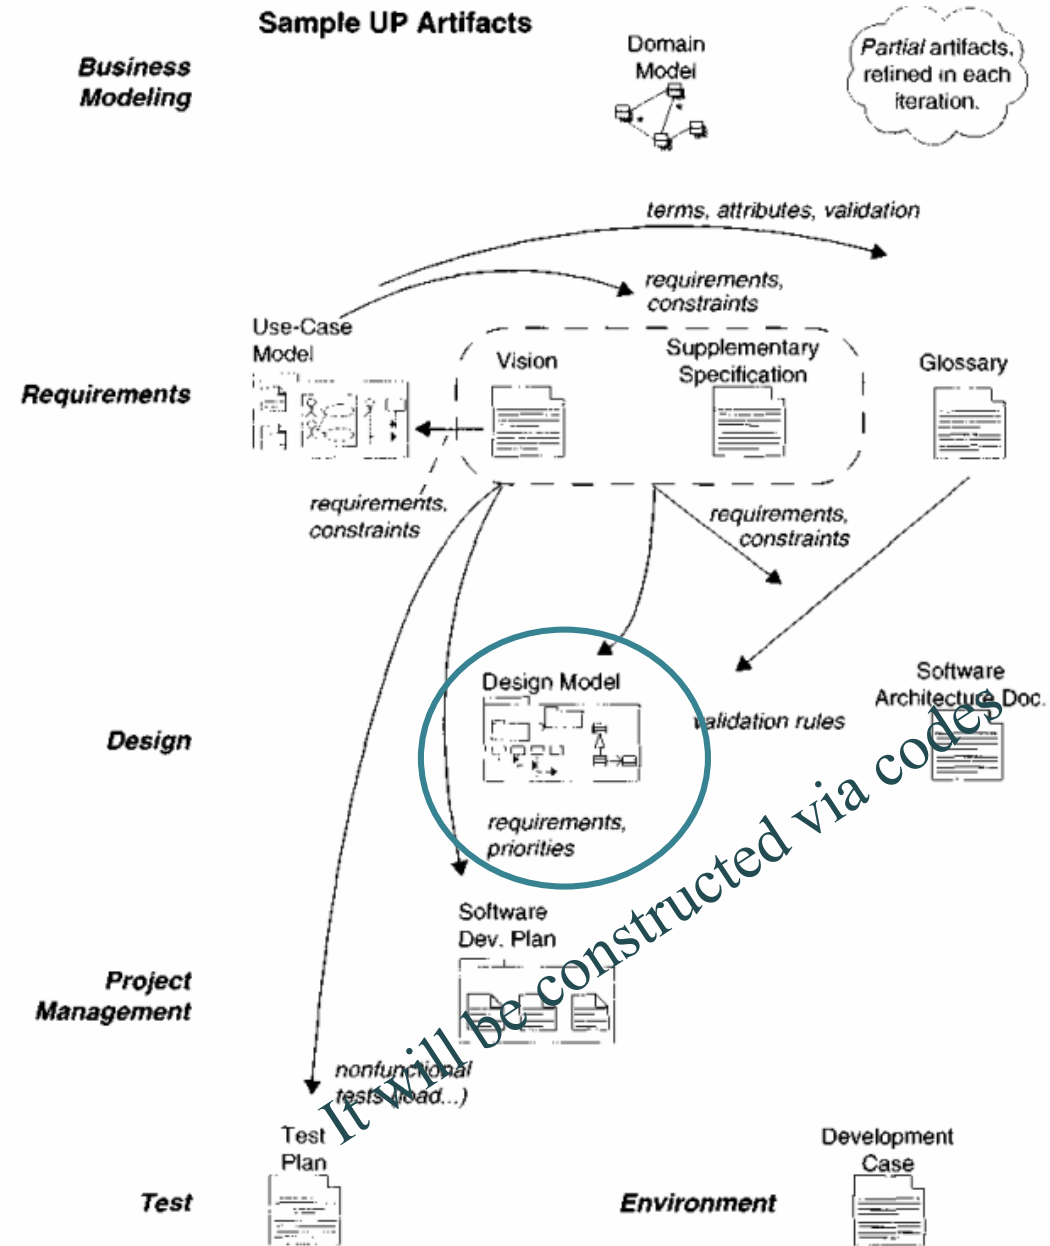 Sample UP Artifacts
Business
Modeling
Domain
Model
Partial artifacts,
refined in each
iteration.
terms, attributes, validation
requirements,
constraints
Use-Case
Model
Vision
Supplementary
Specification
Glossary
Requirements
requirements,
constraints
requirements,
constraints
Design Model
Software
Architecture Doc.
validation rules
Design
requirements,
priorities
Software
Dev. Plan
Project
Management
It will be constructed via codes
nonfunctional
tests (load...)
Test
Plan
Development
Case
Test
Environment